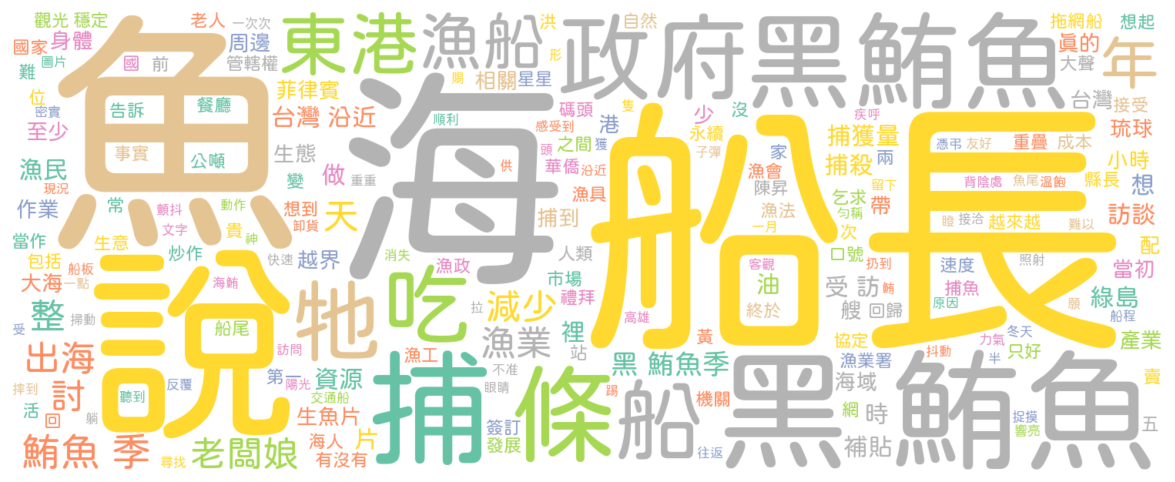 觀光 穩定
老人
一次次
東港
漁船
洪
政府
黑鮪魚
自然
拖網船
想起
國家
身體
圖片
周邊
管轄權
形
真的
大聲
年
難
國
前
魚
菲律賓
陽
相關
星星
台灣
接受
位
密實
至少
告訴
餐廳
台灣 沿近
海
順利
碼頭
感受到
隻
港
少
沒
永續
子彈
疾呼
捕獲量
憑弔
友好
重疊
成本
琉球
事實
公噸
生態
供
頭
之間
獲
船長
家
漁會
捕殺
兩
背陰處
魚尾
溫飽
小時
縣長
漁民
現況
變
做
重重
華僑
沿近
漁具
陳昇
乞求
勻稱
留下
帶
想
作業
常
顫抖
動作
想到
卸貨
天
捕到
漁法
一月
次
暗
接洽
越來越
難以
訪談
當作
生意
文字
貴
神
炒作
快速
越界
消失
吃
人類
口號
配
包括
船板
大海
一點
說
海鮪
牠
漁政
市場
禮拜
客觀
油
扔到
鮪
速度
照射
當初
捕魚
原因
綠島
願
整
掃動
船尾
訪問
拉
減少
裡
高雄
終於
受 訪
艘
回歸
船程
受
出海
漁工
不准
漁業
站
黃
協定
力氣
冬天
抖動
半
只好
產業
摔到
討
聽到
反覆
第一
陽光
資源
交通船
捕
眼睛
條
黑 鮪魚季
踢
船
機關
黑鮪魚
漁業署
海域
賣
活
回
躺
生魚片
簽訂
發展
網
時
捉摸
響亮
五
鮪魚 季
尋找
老闆娘
海人
有沒有
片
往返
補貼